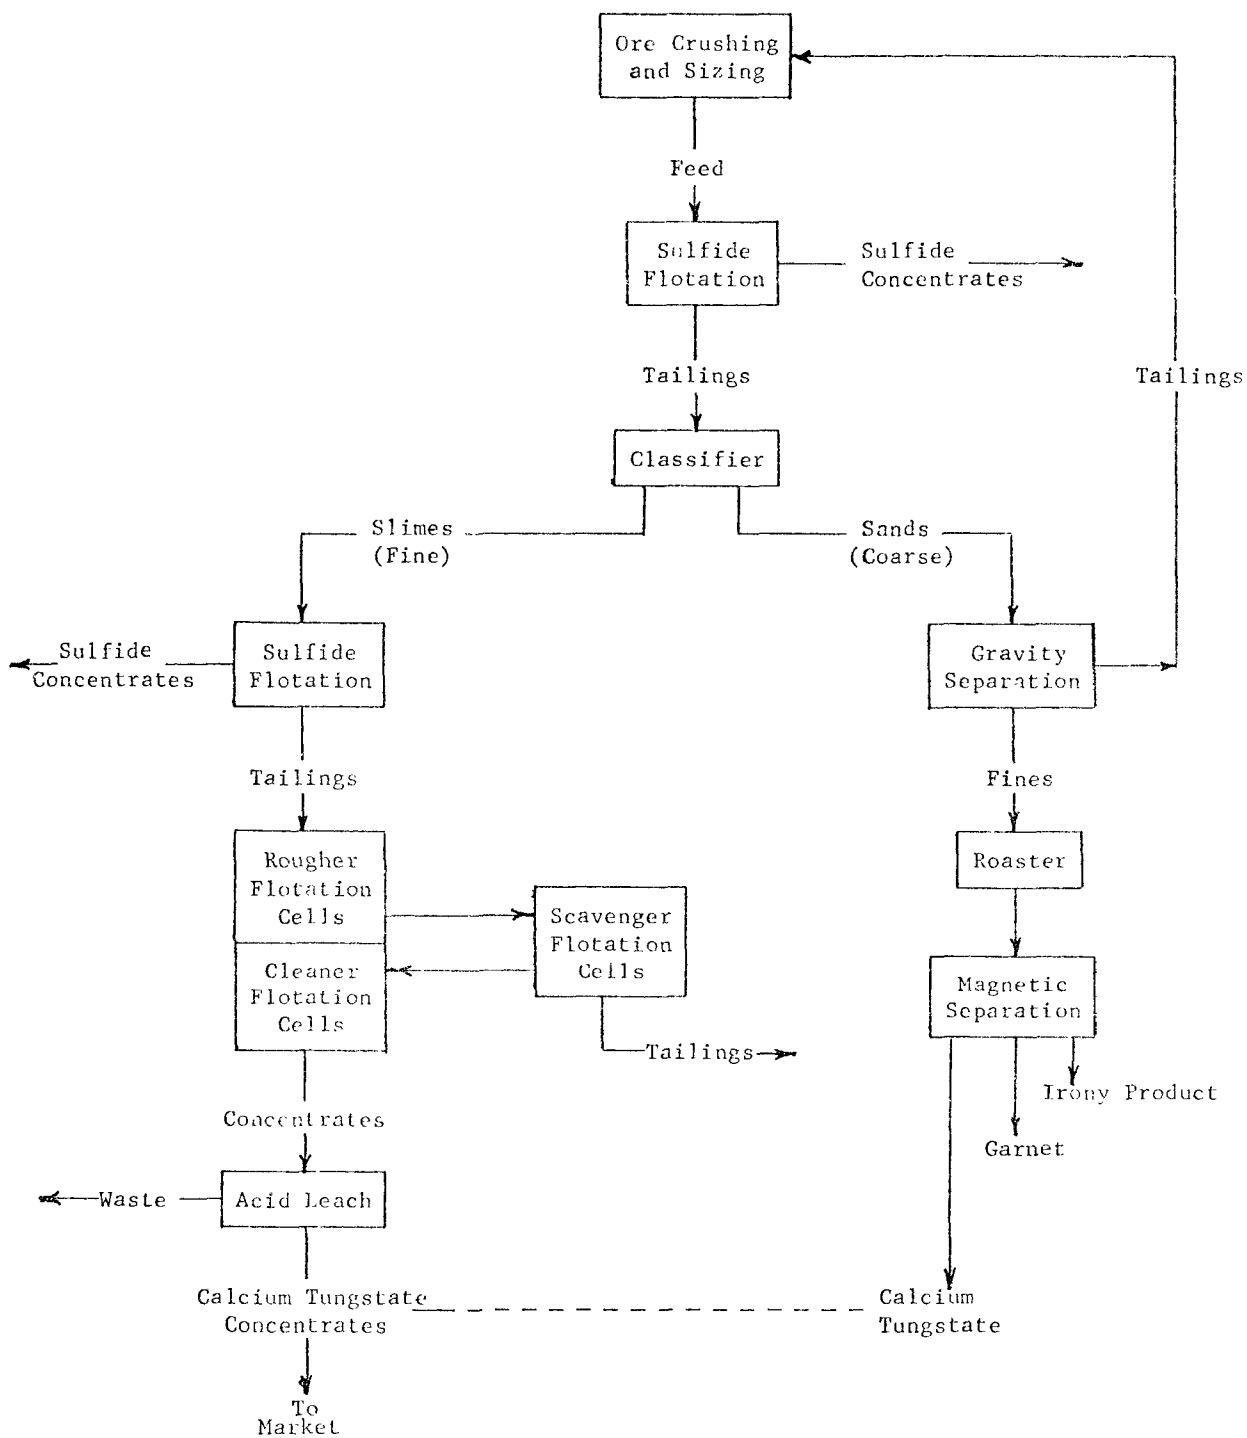 Ore Crushing
and Sizing
Feed
Sulfide
Flotation
Sulfide
Concentrates
Tailings
Tailings
Classifier
Slimes
(Fine)
Sands
(Coarse)
Sulfide
Concentrates
Sulfide
Flotation
Gravity
Separation
Tailings
Fines
Rougher
Flotation
Cells
Roaster
Scavenger
Flotation
Cells
Cleaner
Flotation
Cells
Magnetic
Separation
Tailings
Irony Product
Garnet
Concentrates
Waste
Acid Leach
Calcium Tungstate
Concentrates
Calcium
Tungstate
To
Market